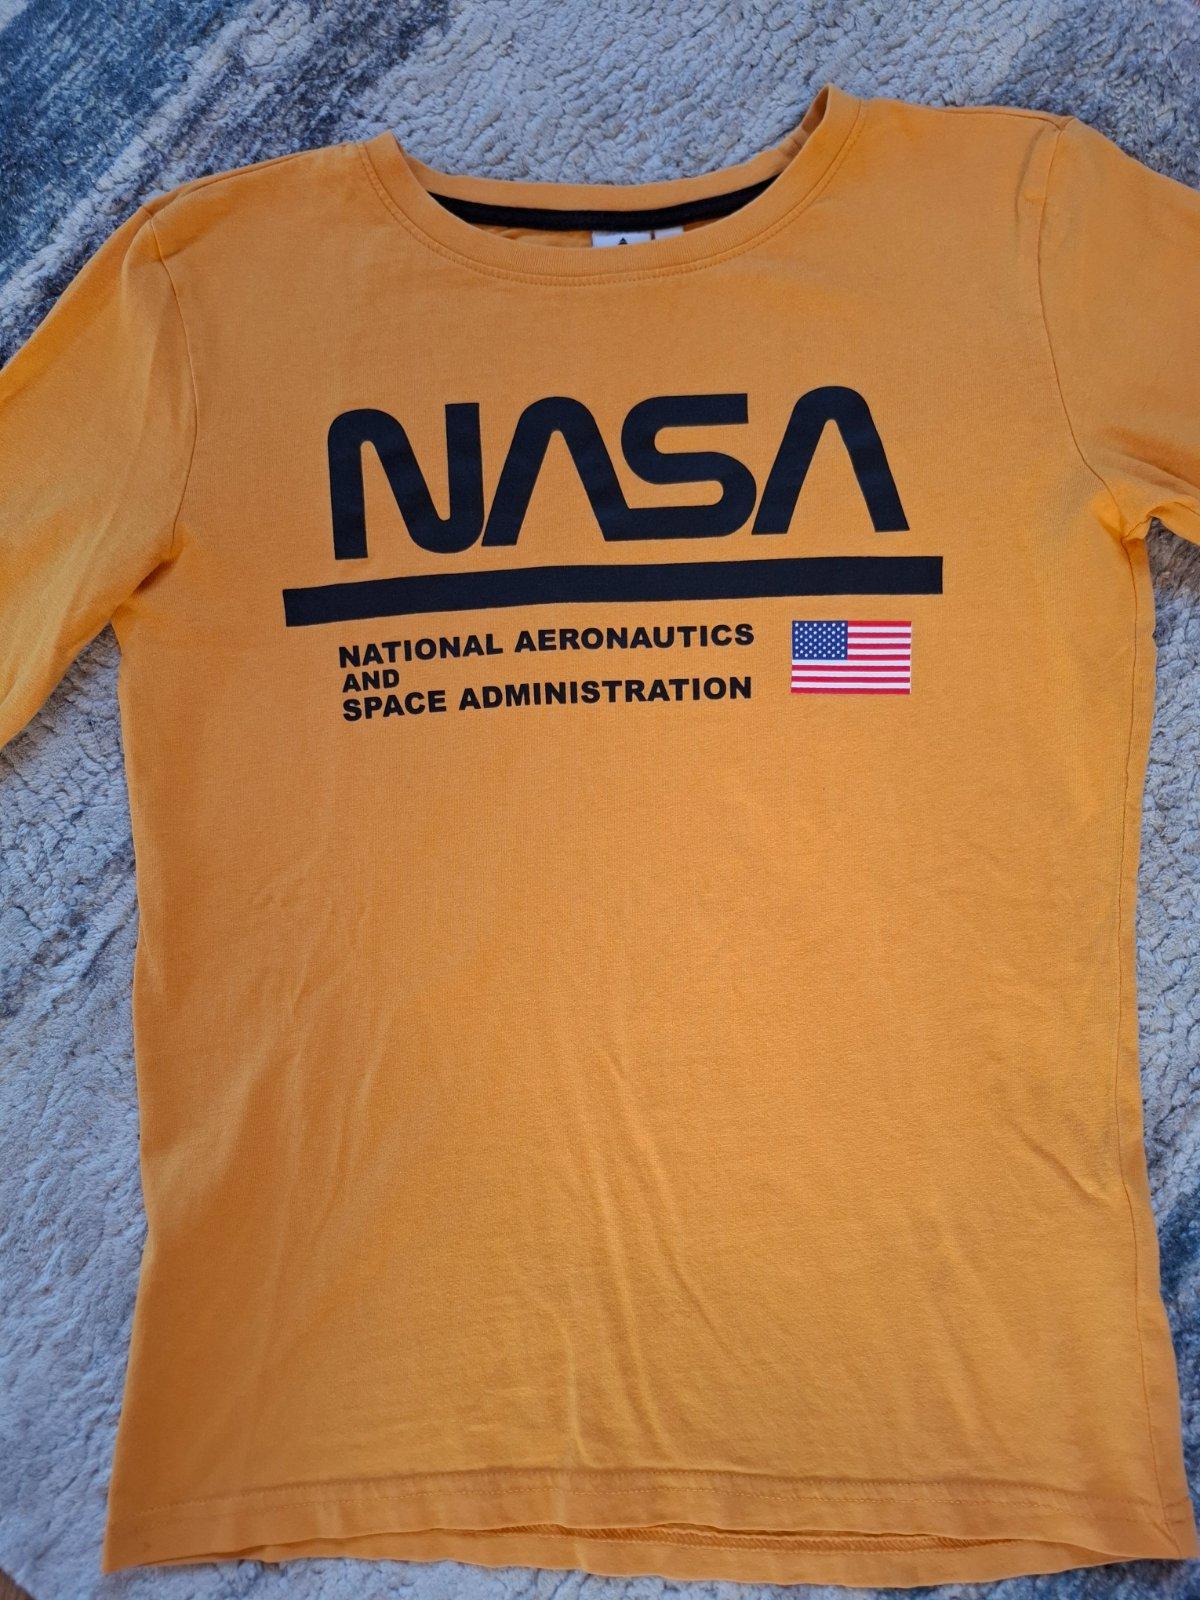 NASA
NATIONAL AERONAUTICS
AND
SPACE ADMINISTRATION